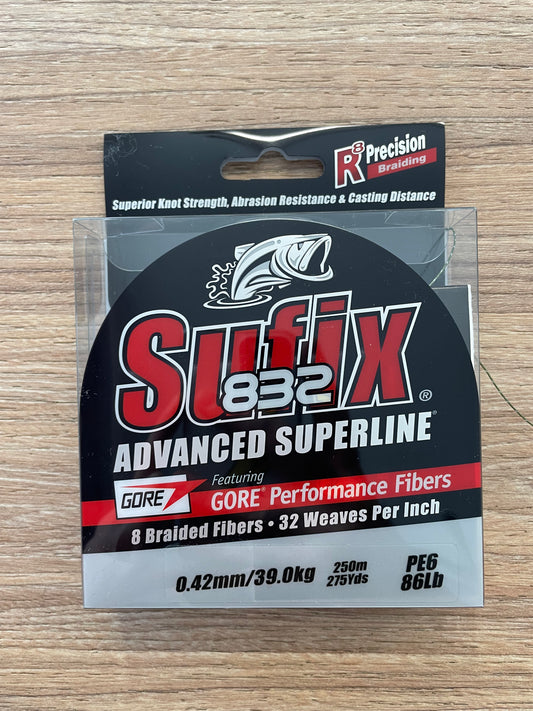 R8 Precision
Braiding
Superior Knot Strength, Abrasion Resistance & Casting Distance
Sufix®
832
ADVANCED SUPERLINE®
Featuring
GORE GORE® Performance Fibers
8 Braided Fibers • 32 Weaves Per Inch
0.42mm/39.0kg 250m PE6
275Yds 86Lb